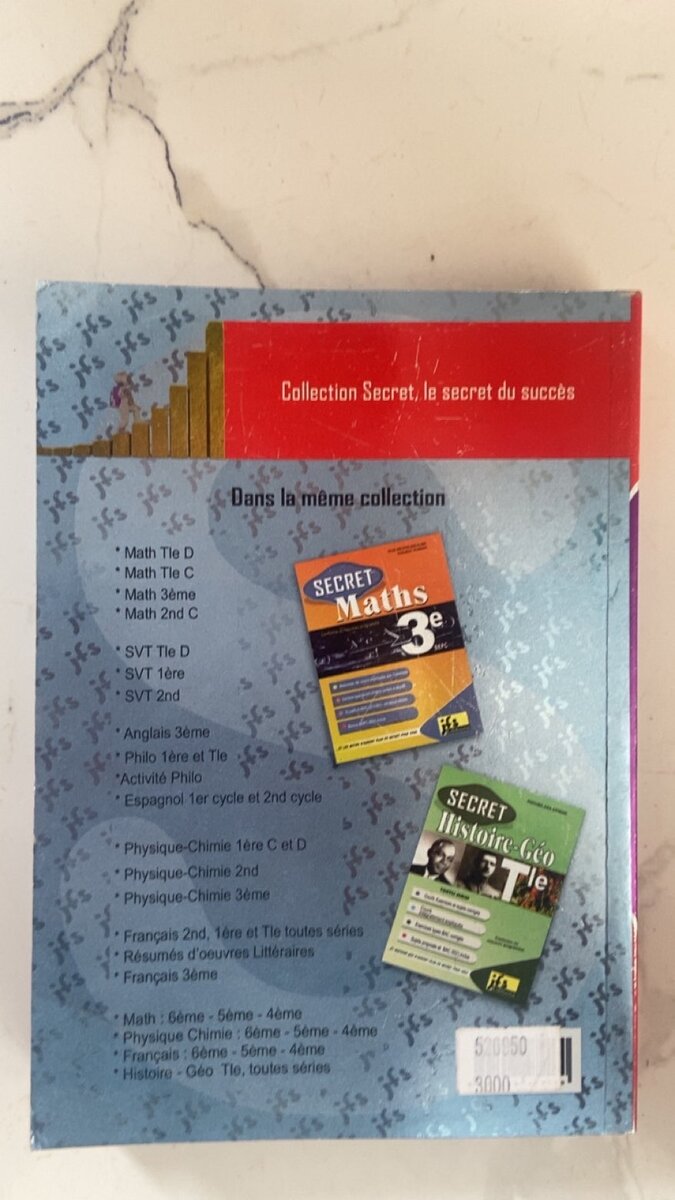 Collection Secret, le secret du succès
Dans la même collection
* Math Tle D
* Math Tle C
* Math 3ème
* Math 2nd C
* SVT Tle D
* SVT 1ère
* SVT 2nd
* Anglais 3ème
* Philo 1ère et Tle
*Activité Philo
* Espagnol 1er cycle et 2nd cycle
* Physique-Chimie 1ère C et D
* Physique-Chimie 2nd
* Physique-Chimie 3ème
* Français 2nd, 1ère et Tle toutes séries
* Résumés d'oeuvres Littéraires
* Français 3ème
* Math : 6ème - 5ème - 4ème
* Physique Chimie : 6ème - 5ème - 4ème
* Français : 6ème - 5ème - 4ème
* Histoire - Géo Tle, toutes séries
SECRET
Maths
3e
BEPC
jfs
SECRET
Histoire-Géo
Tle
jfs
3000